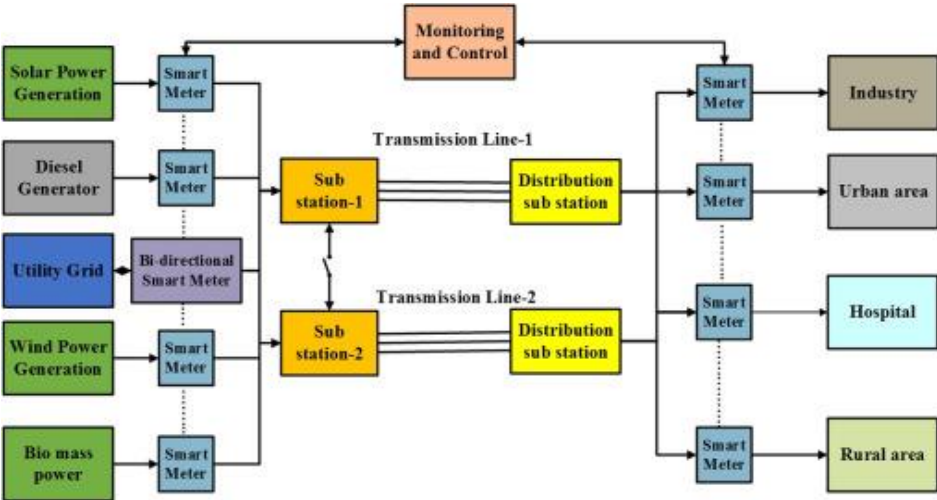 Monitoring
and Control
Solar Power
Generation
Smart
Meter
Smart
Meter
Industry
Transmission Line-1
Diesel
Generator
Smart
Meter
Sub
station-1
Distribution
sub station
Smart
Meter
Urban area
Utility Grid
Bi-directional
Smart Meter
Transmission Line-2
Smart
Meter
Hospital
Wind Power
Generation
Smart
Meter
Sub
station-2
Distribution
sub station
Bio mass
power
Smart
Meter
Smart
Meter
Rural area